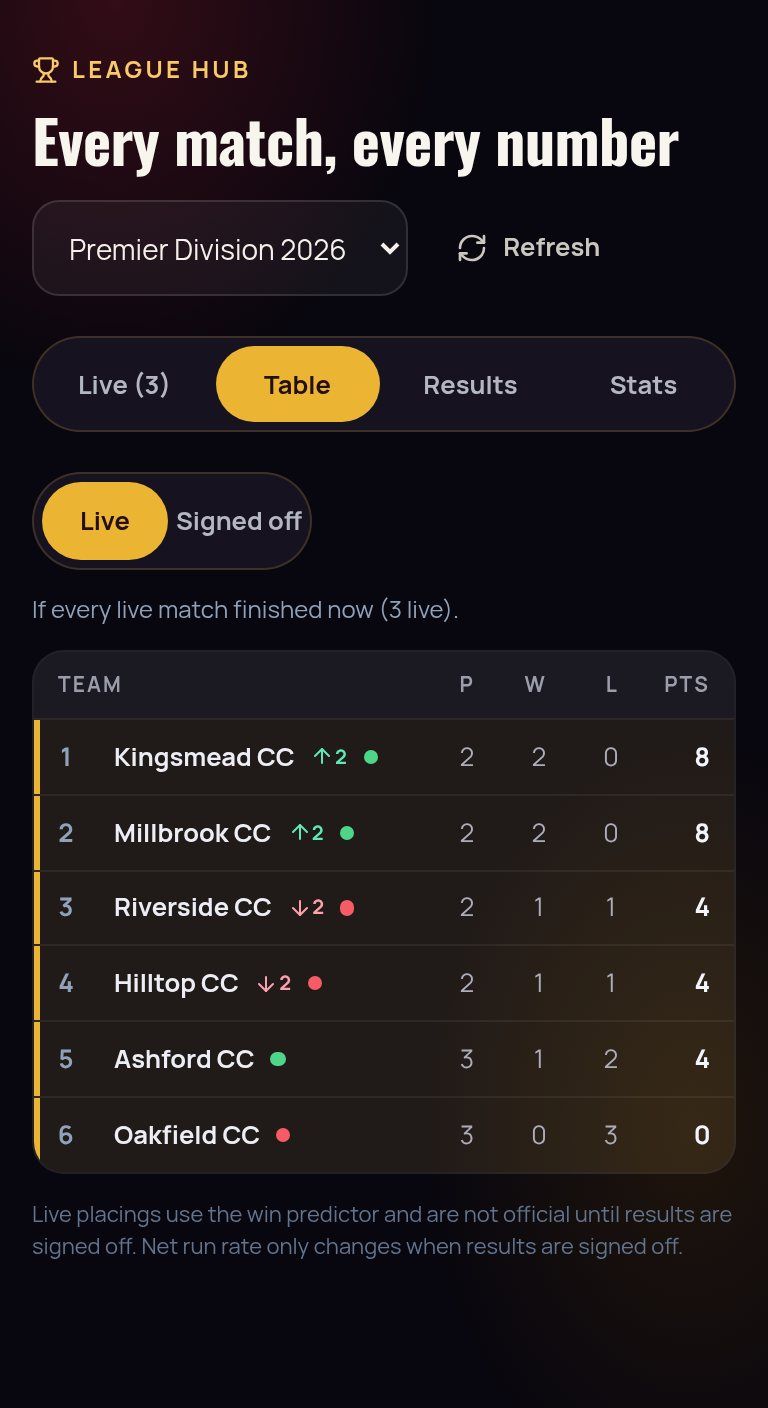 LEAGUE HUB
Every match, every number
Premier Division 2026 Refresh
Live (3) Table Results Stats
Live Signed off
If every live match finished now (3 live).
TEAM P W L PTS
1 Kingsmead CC ↑2 2 2 0 8
2 Millbrook CC ↑2 2 2 0 8
3 Riverside CC ↓2 2 1 1 4
4 Hilltop CC ↓2 2 1 1 4
5 Ashford CC 3 1 2 4
6 Oakfield CC 3 0 3 0
Live placings use the win predictor and are not official until results are
signed off. Net run rate only changes when results are signed off.